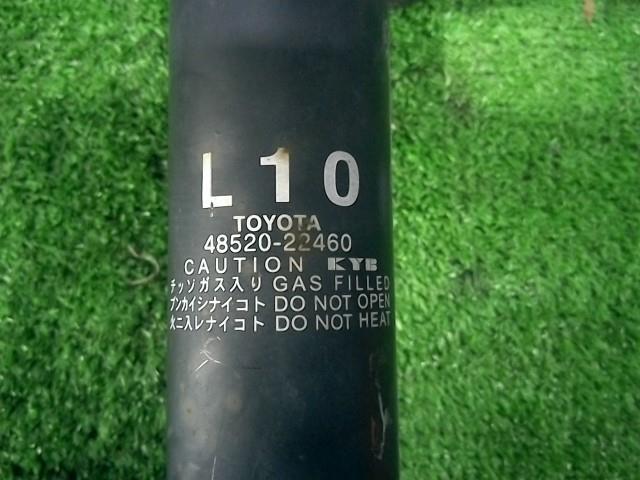 L 10
TOYOTA
48520-22460
CAUTION KYB
チッソガス入り GAS FILLED
ブンカイシナイコト DO NOT OPEN
火ニ入レナイコト DO NOT HEAT